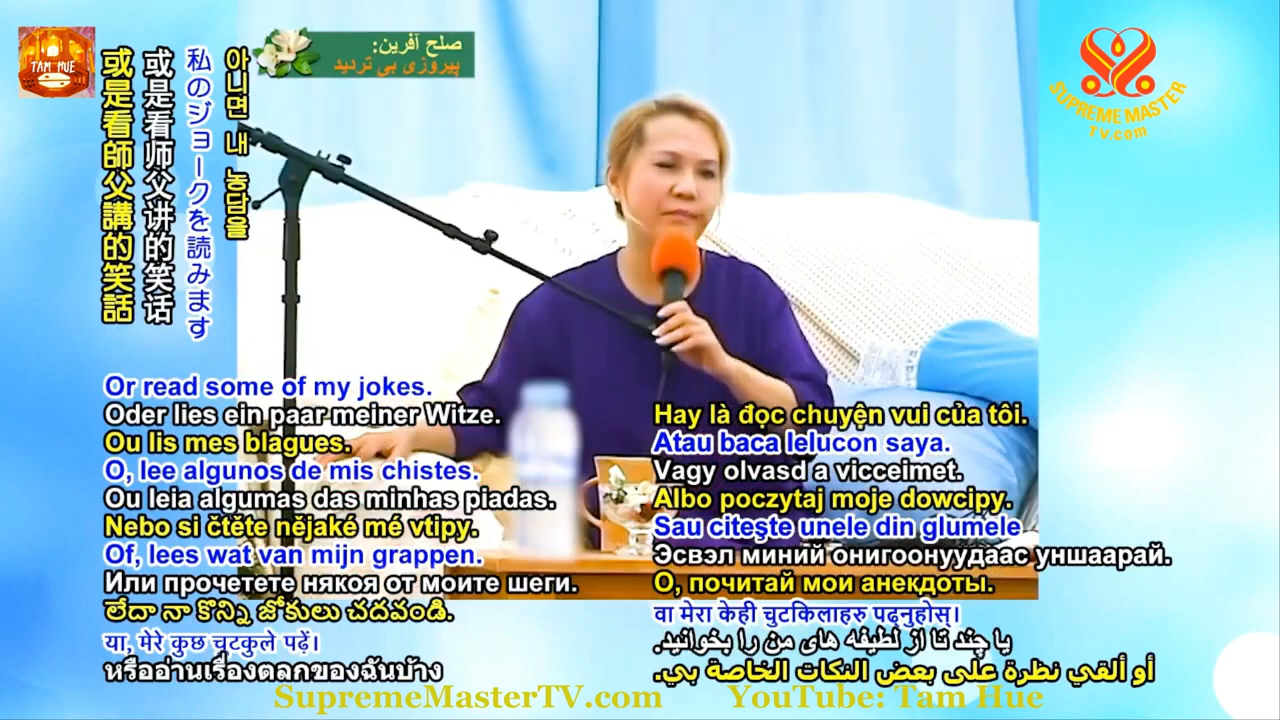 TAM HUE
صلح آفرین:
پیروزی بی تردید
SUPREME MASTER
TV.com
아니면 내 농담을
私のジョークを読みます
或是看师父讲的笑话
或是看師父講的笑話
Or read some of my jokes.
Oder lies ein paar meiner Witze.
Ou lis mes blagues.
O, lee algunos de mis chistes.
Ou leia algumas das minhas piadas.
Nebo si čtěte nějaké mé vtipy.
Of, lees wat van mijn grappen.
Или прочетете някоя от моите шеги.
లేదా నా కొన్ని జోకులు చదవండి.
या, मेरे कुछ चुटकुले पढ़ें।
หรืออ่านเรื่องตลกของฉันบ้าง
Hay là đọc chuyện vui của tôi.
Atau baca lelucon saya.
Vagy olvasd a vicceimet.
Albo poczytaj moje dowcipy.
Sau citeşte unele din glumele
Эсвэл миний онигоонуудаас уншаарай.
О, почитай мои анекдоты.
वा मेरा केही चुटकिलाहरु पढ्नुहोस्।
یا چند تا از لطیفه های من را بخوانید.
أو ألقي نظرة على بعض النكات الخاصة بي.
SupremeMasterTV.com
YouTube: Tam Hue